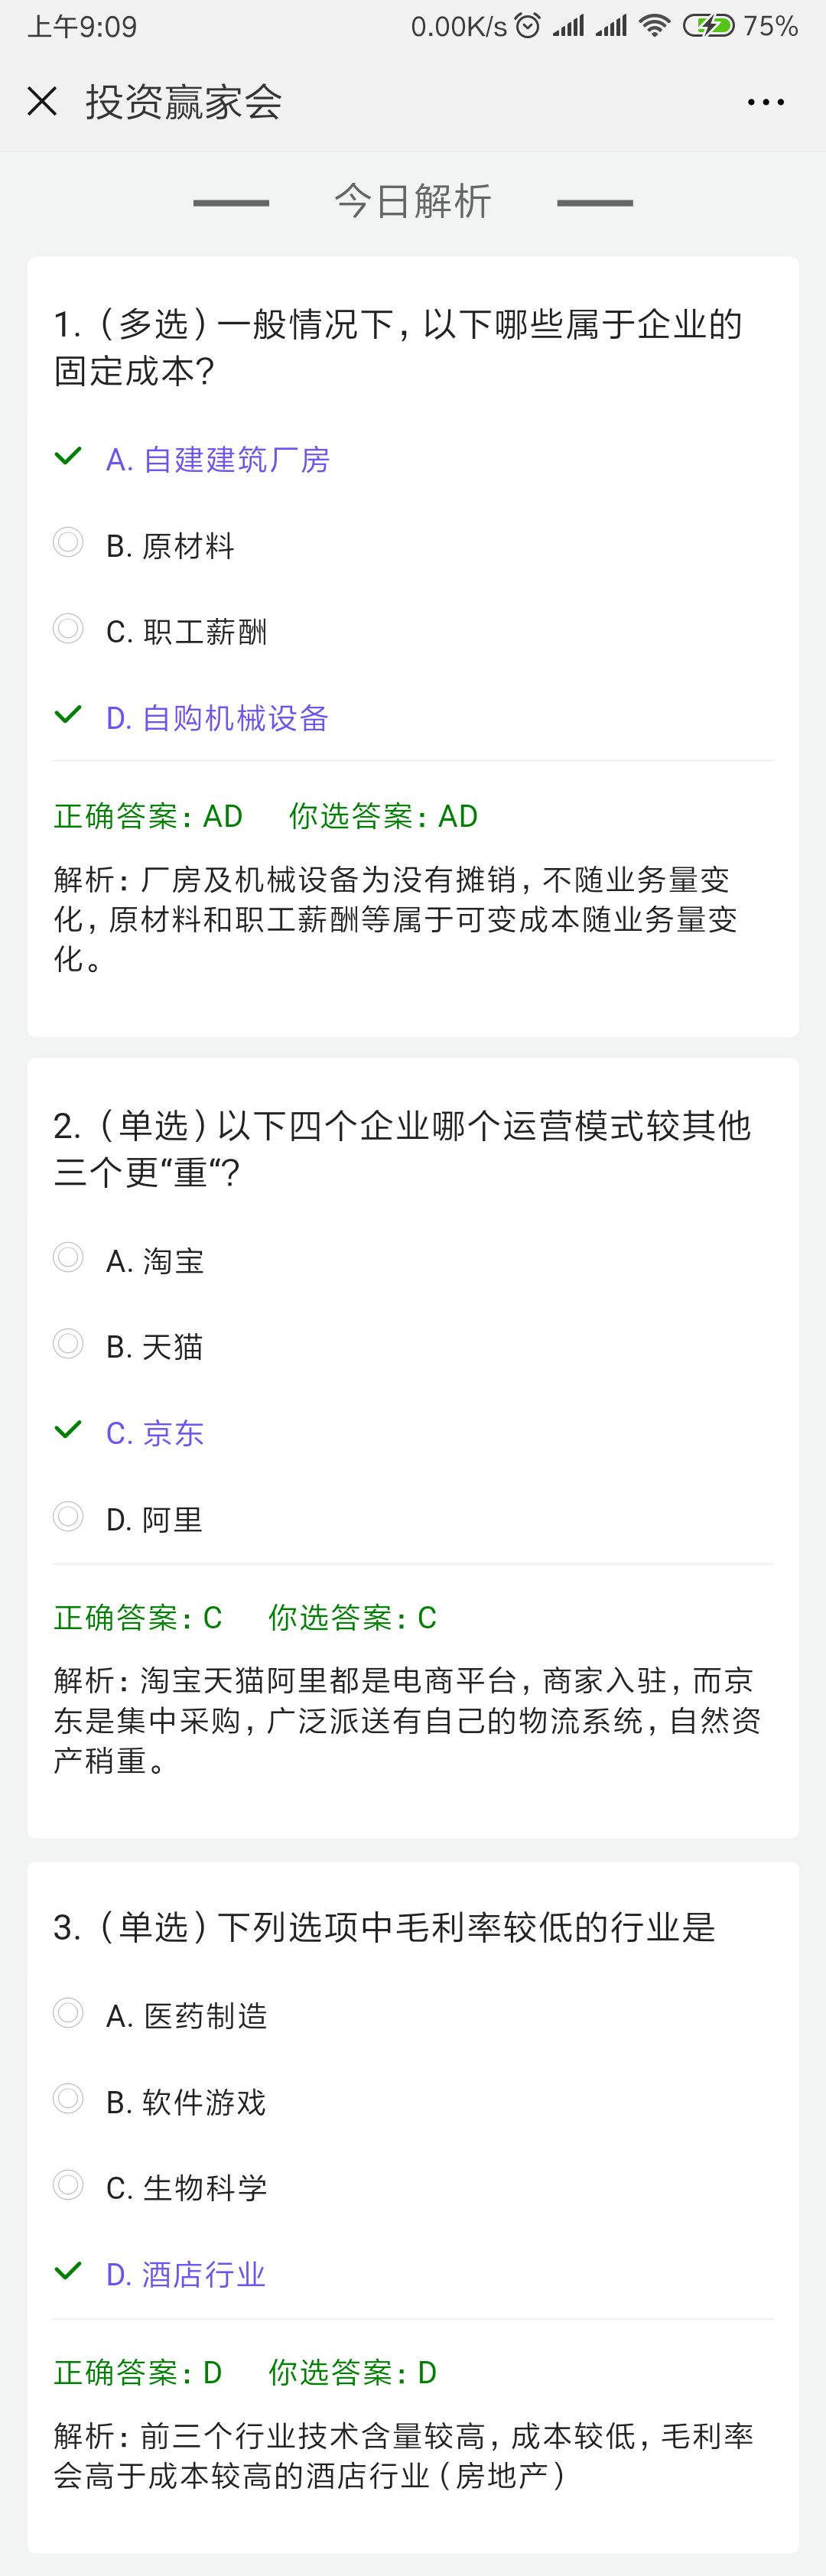 上午9:09 0.00K/s 75%
投资赢家会
今日解析
1.（多选）一般情况下，以下哪些属于企业的
固定成本？
A. 自建建筑厂房
B. 原材料
C. 职工薪酬
D. 自购机械设备
正确答案：AD 你选答案：AD
解析：厂房及机械设备为没有摊销，不随业务量变
化，原材料和职工薪酬等属于可变成本随业务量变
化。
2.（单选）以下四个企业哪个运营模式较其他
三个更“重“？
A. 淘宝
B. 天猫
C. 京东
D. 阿里
正确答案：C 你选答案：C
解析：淘宝天猫阿里都是电商平台，商家入驻，而京
东是集中采购，广泛派送有自己的物流系统，自然资
产稍重。
3.（单选）下列选项中毛利率较低的行业是
A. 医药制造
B. 软件游戏
C. 生物科学
D. 酒店行业
正确答案：D 你选答案：D
解析：前三个行业技术含量较高，成本较低，毛利率
会高于成本较高的酒店行业（房地产）